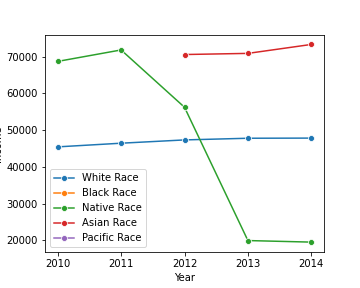 70000
60000
50000
40000
30000
20000
White Race
Black Race
Native Race
Asian Race
Pacific Race
2010 2011 2012 2013 2014
Year